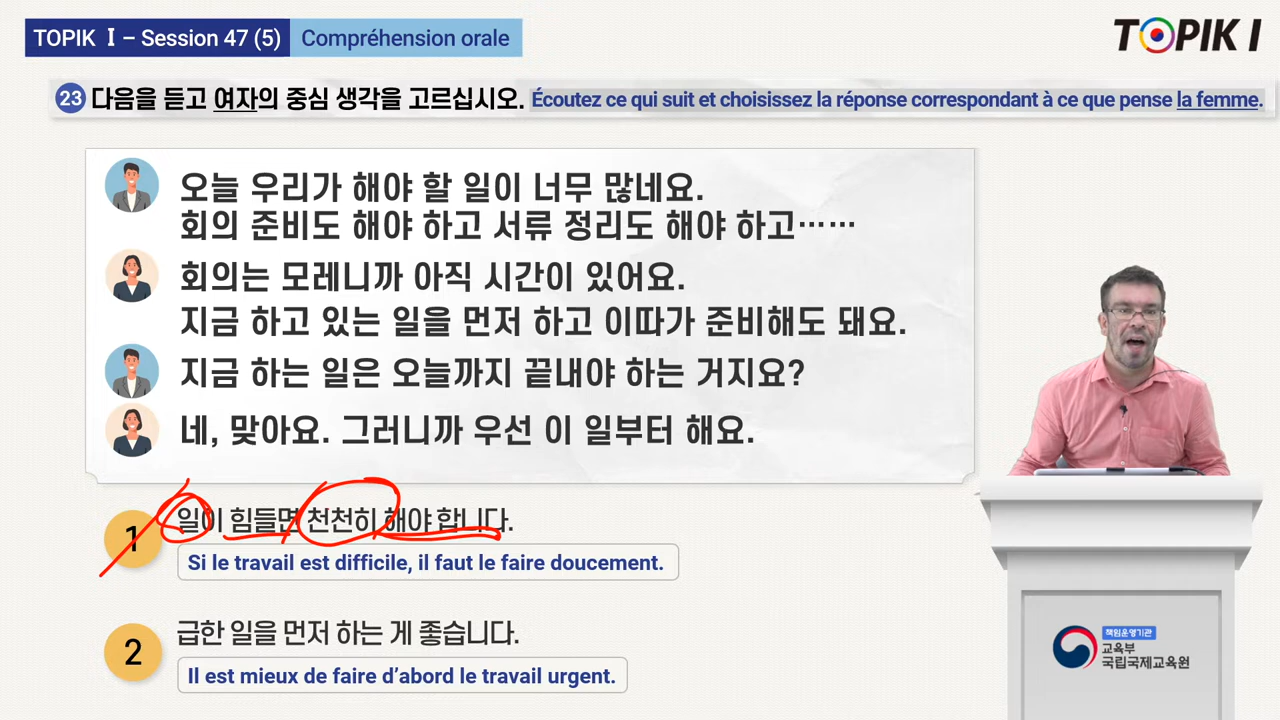 TOPIK I – Session 47 (5) Compréhension orale
TOPIK I
23 다음을 듣고 여자의 중심 생각을 고르십시오. Écoutez ce qui suit et choisissez la réponse correspondant à ce que pense la femme.
오늘 우리가 해야 할 일이 너무 많네요.
회의 준비도 해야 하고 서류 정리도 해야 하고……
회의는 모레니까 아직 시간이 있어요.
지금 하고 있는 일을 먼저 하고 이따가 준비해도 돼요.
지금 하는 일은 오늘까지 끝내야 하는 거지요?
네, 맞아요. 그러니까 우선 이 일부터 해요.
1 일이 힘들면 천천히 해야 합니다.
Si le travail est difficile, il faut le faire doucement.
2 급한 일을 먼저 하는 게 좋습니다.
Il est mieux de faire d’abord le travail urgent.
책임운영기관
교육부
국립국제교육원